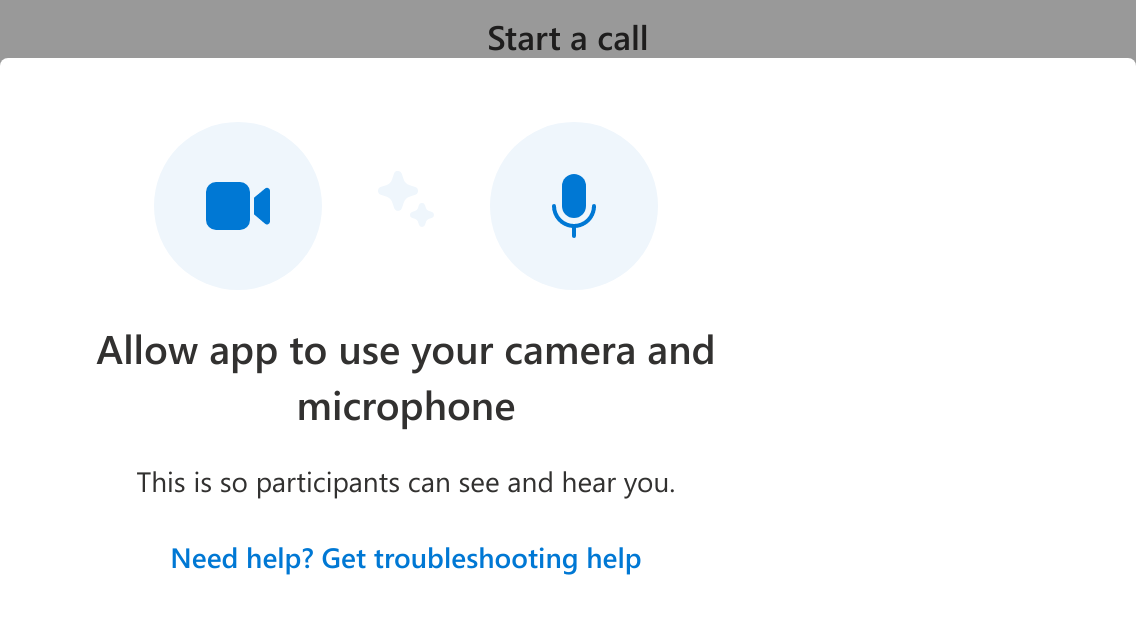 Start a call
Allow app to use your camera and
microphone
This is so participants can see and hear you.
Need help? Get troubleshooting help